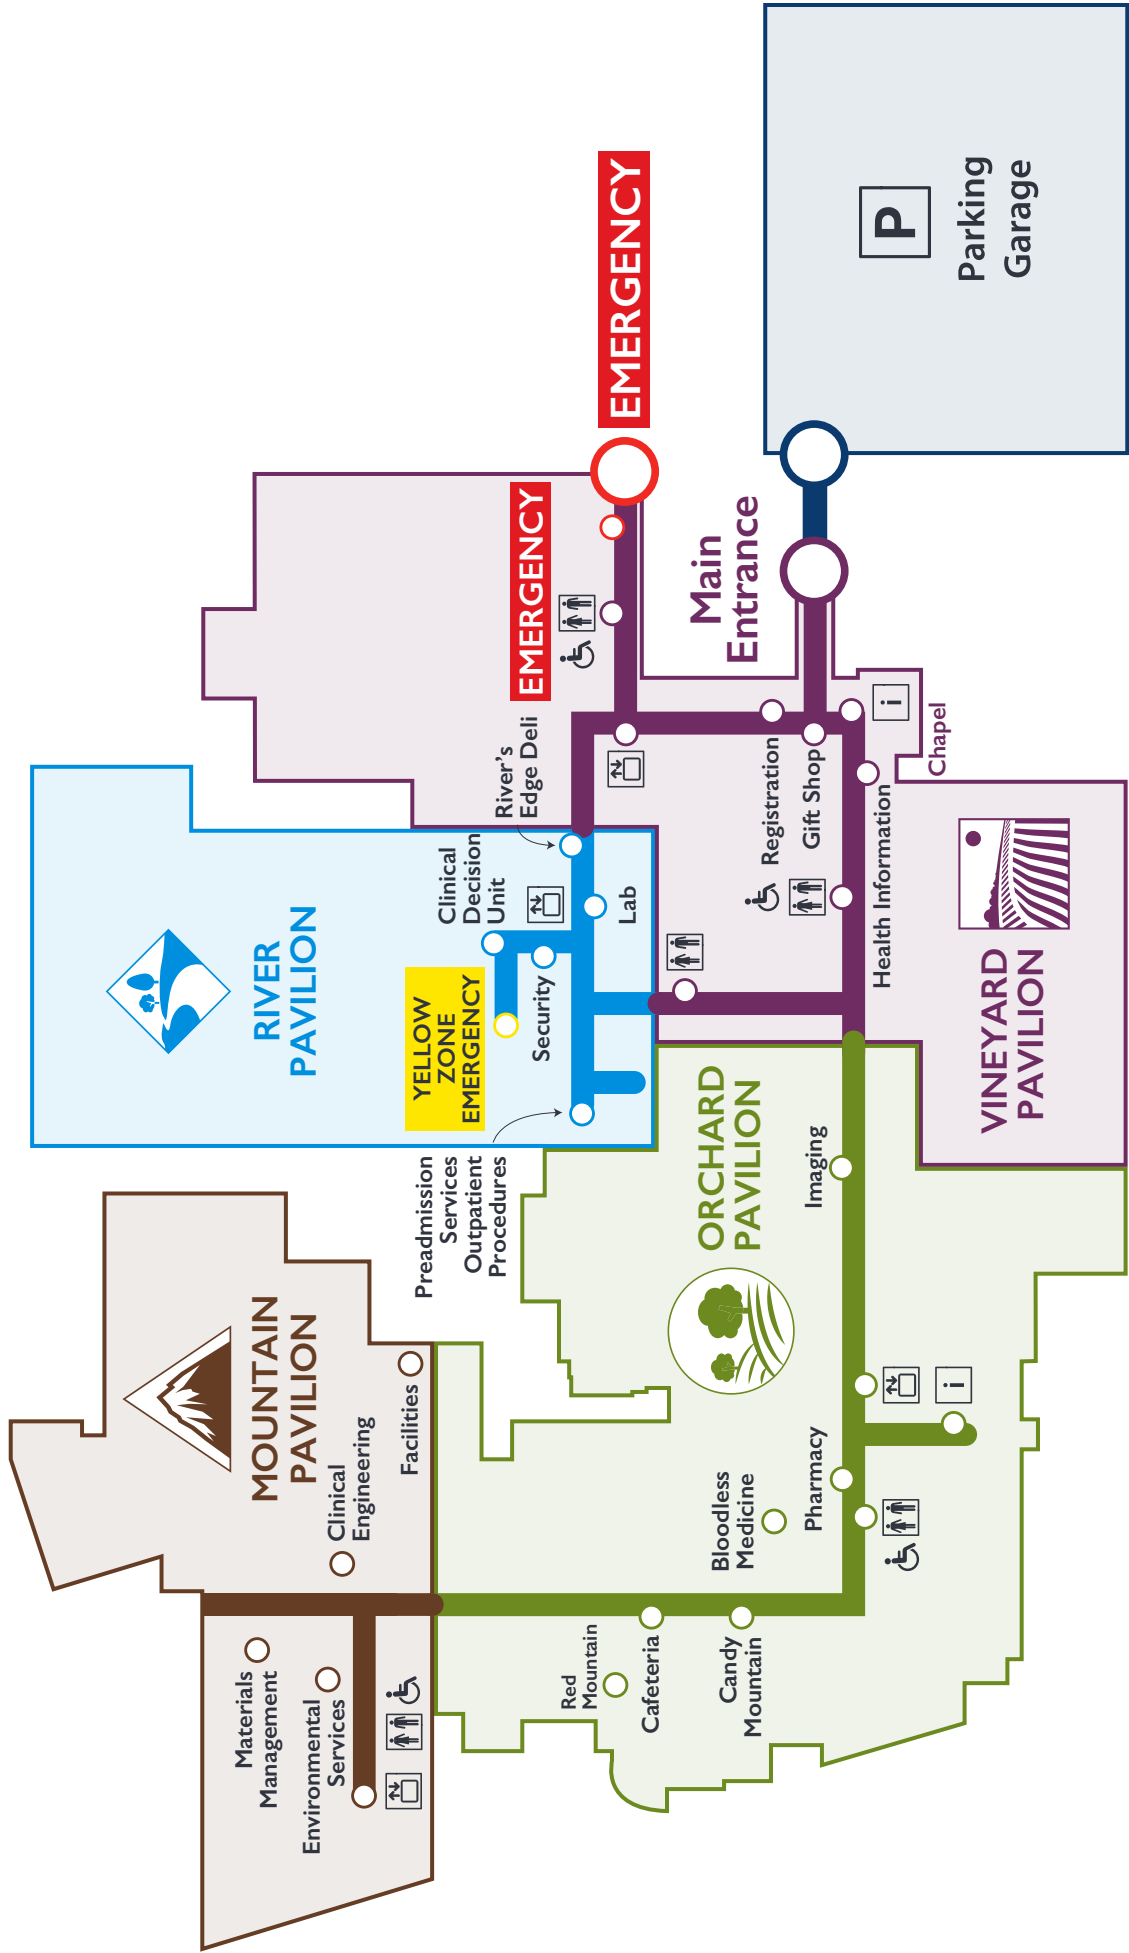 MOUNTAIN
PAVILION
Materials
Management
Environmental
Services
Clinical
Engineering
Facilities
RIVER
PAVILION
YELLOW
ZONE
EMERGENCY
Preadmission
Services
Outpatient
Procedures
Clinical
Decision
Unit
Security
Lab
River's
Edge Deli
EMERGENCY
EMERGENCY
Main
Entrance
P
Parking
Garage
Red
Mountain
Cafeteria
Candy
Mountain
Bloodless
Medicine
Pharmacy
ORCHARD
PAVILION
Imaging
i
Registration
Gift Shop
Health Information
i
Chapel
VINEYARD
PAVILION